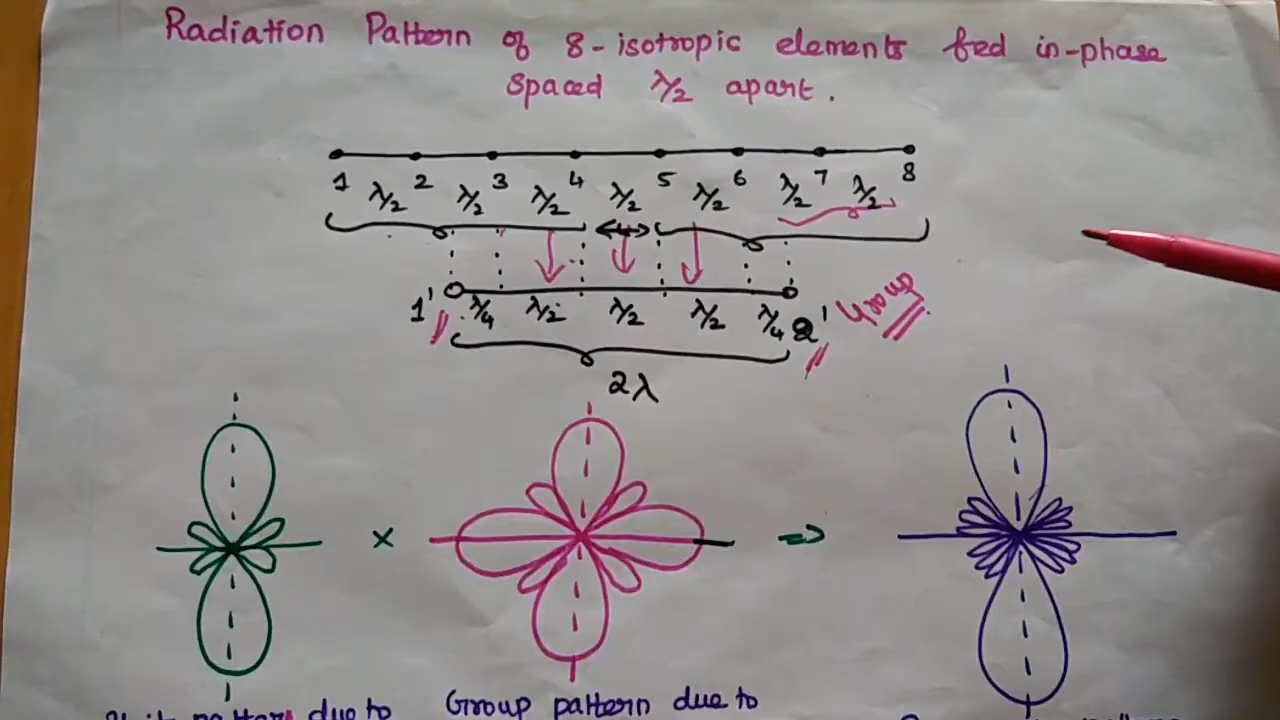 Radiation Pattern of 8-isotropic elements fed in-phase
spaced λ/2 apart.
1 2 3 4 5 6 7 8
λ/2 λ/2 λ/2 λ/2 λ/2 λ/2 λ/2
1' λ/4 λ/2 λ/2 λ/2 λ/4 2' Group
2λ
× ⇒
due to Group pattern due to